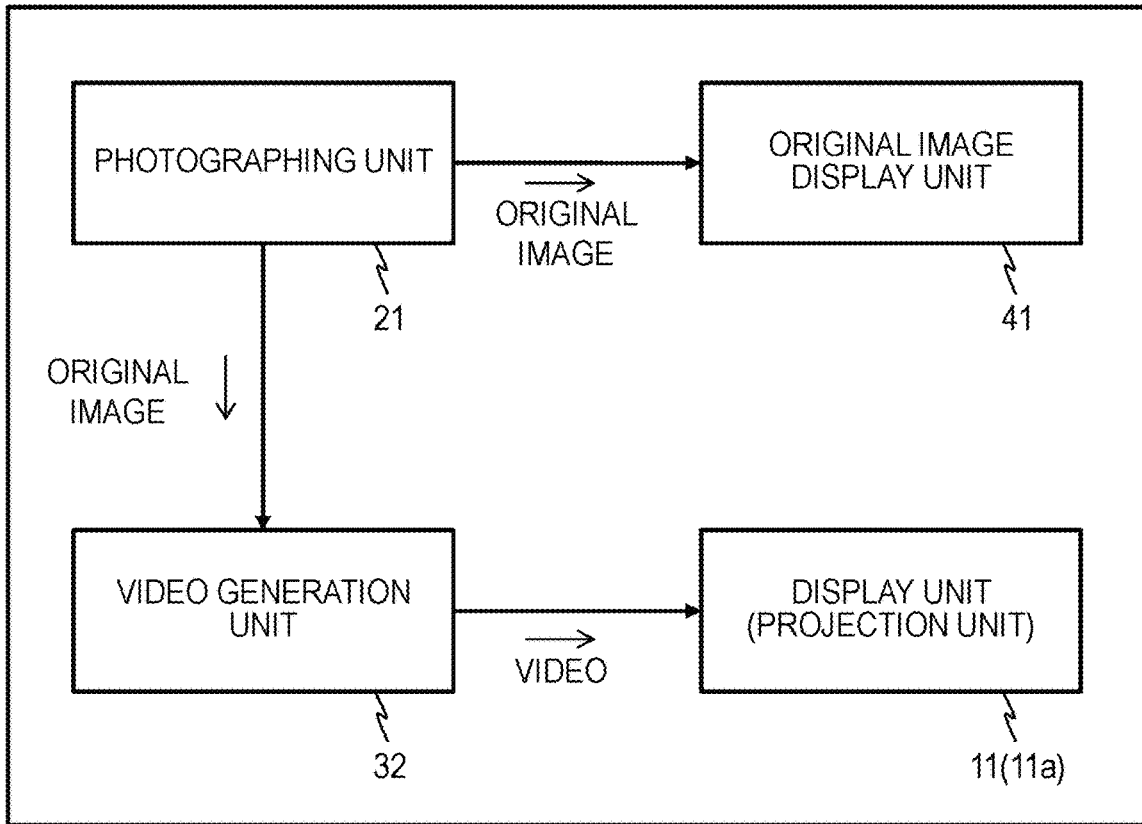 PHOTOGRAPHING UNIT
ORIGINAL IMAGE
DISPLAY UNIT
ORIGINAL
IMAGE
21
41
ORIGINAL
IMAGE
VIDEO GENERATION
UNIT
DISPLAY UNIT
(PROJECTION UNIT)
VIDEO
32
11(11a)